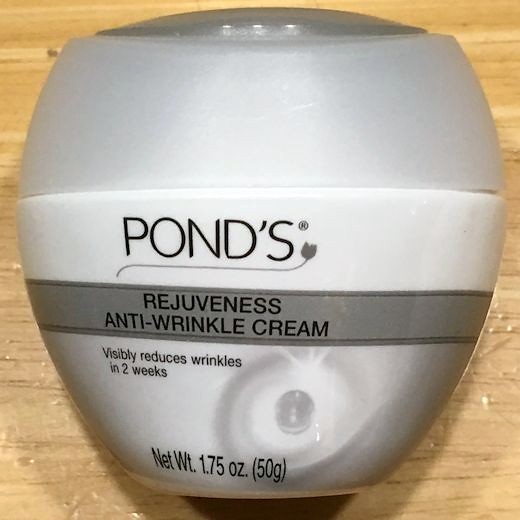 POND'S®
REJUVENESS
ANTI-WRINKLE CREAM
Visibly reduces wrinkles
in 2 weeks
Net Wt. 1.75 oz. (50g)